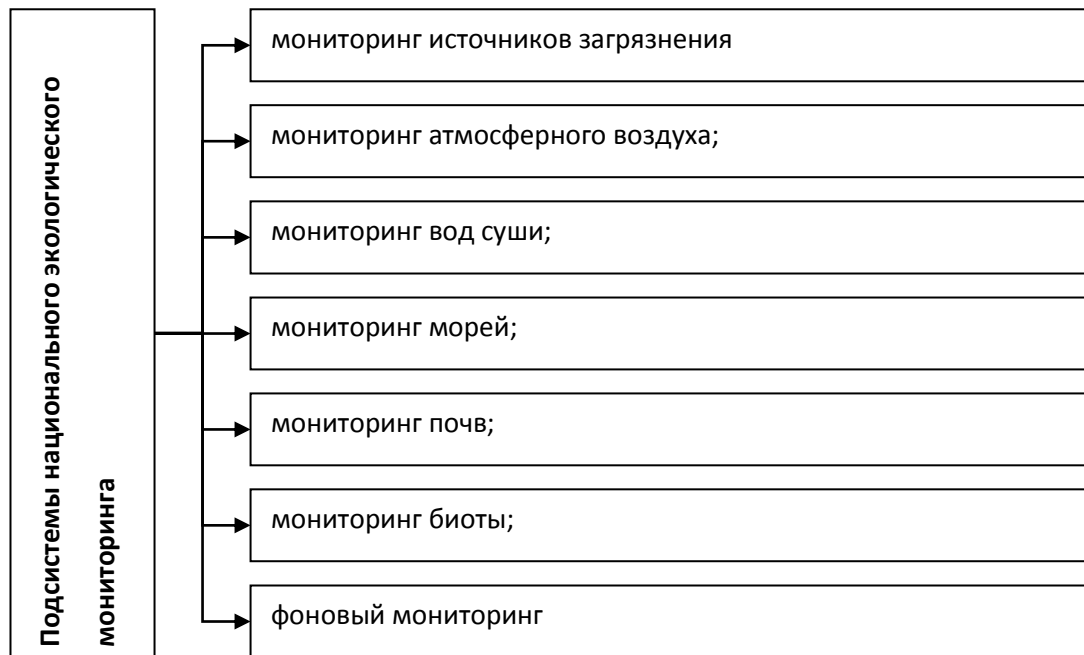 Подсистемы национального экологического
мониторинга
мониторинг источников загрязнения
мониторинг атмосферного воздуха;
мониторинг вод суши;
мониторинг морей;
мониторинг почв;
мониторинг биоты;
фоновый мониторинг